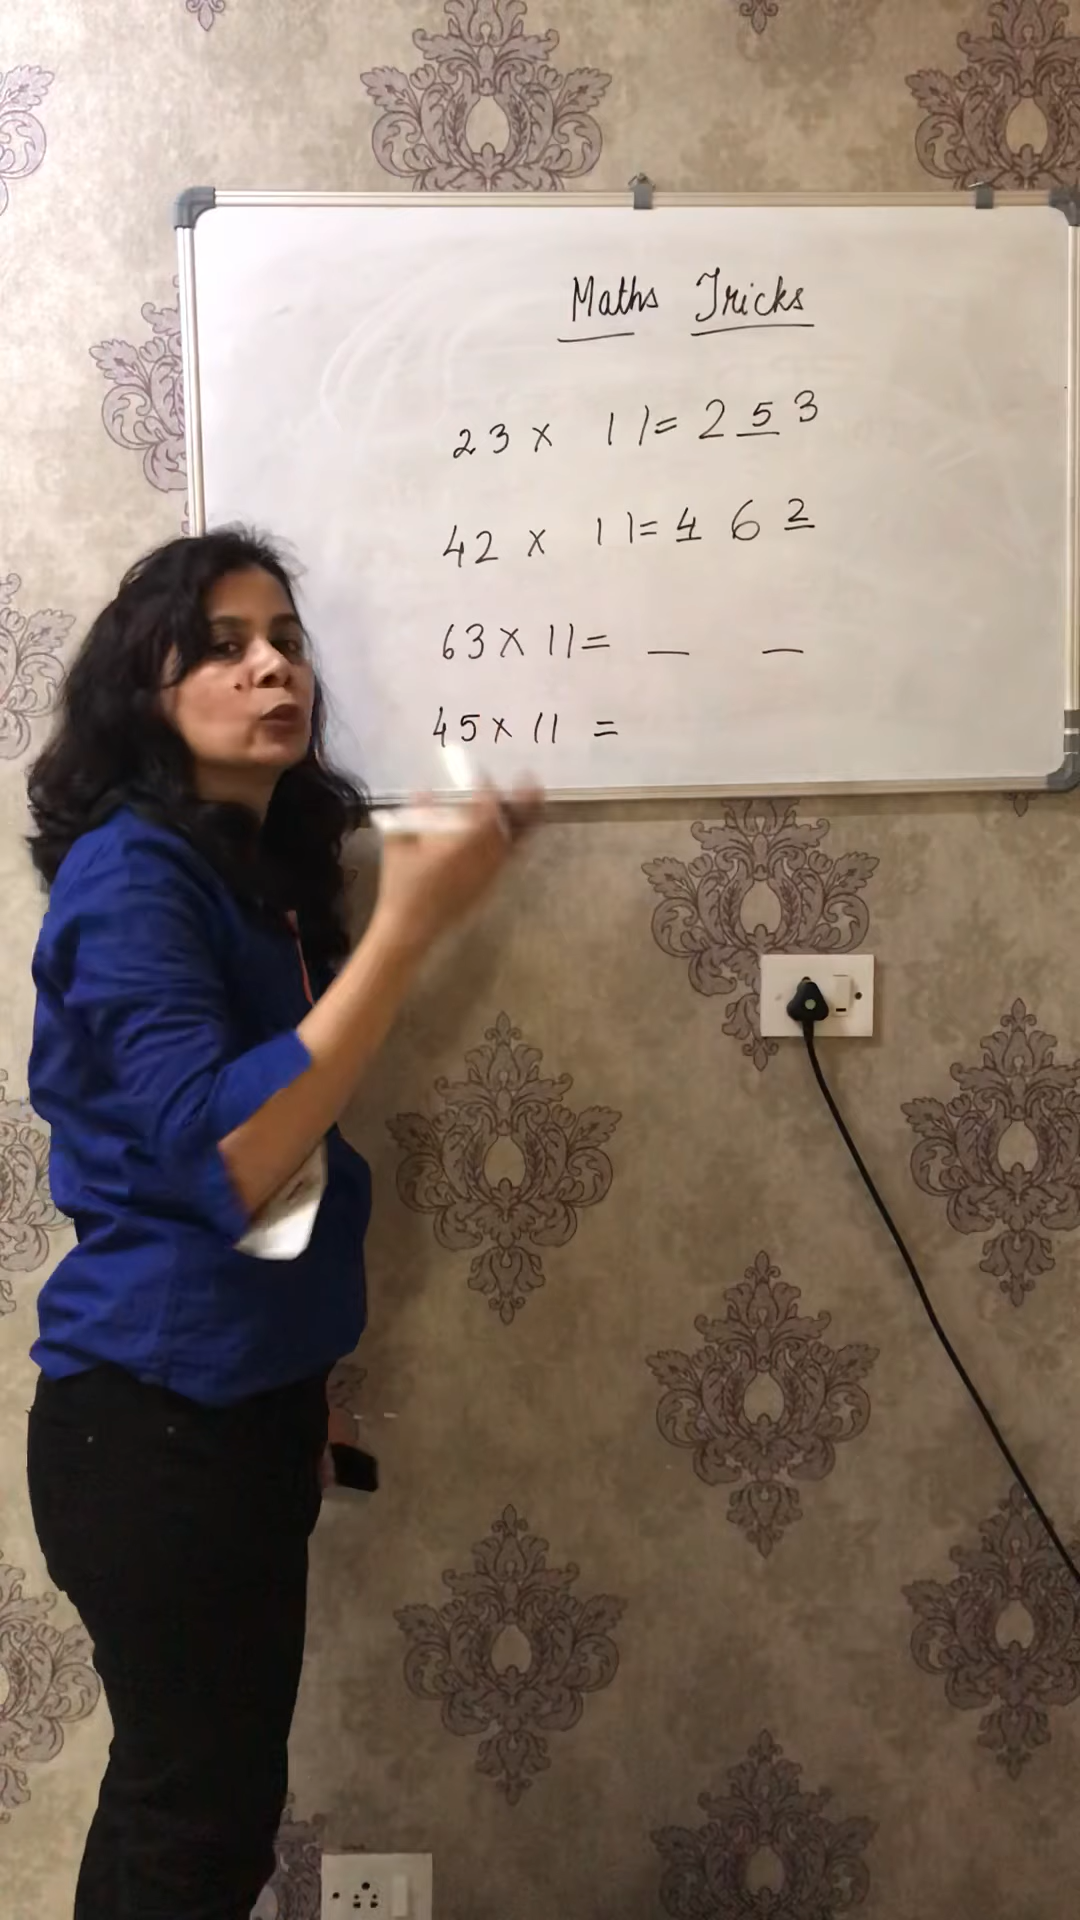 Maths Tricks
23 x 11 = 2 5 3
42 x 11 = 4 6 2
63 x 11 = _ _
45 x 11 =